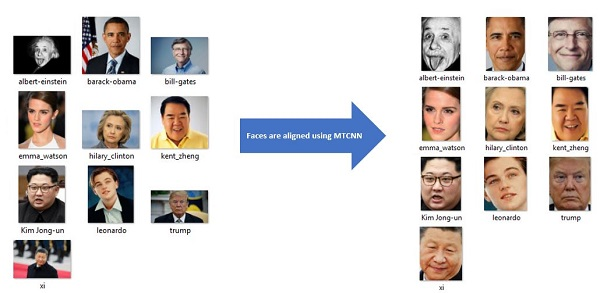 albert-einstein barack-obama bill-gates
emma_watson hilary_clinton kent_zheng
Kim Jong-un leonardo trump
xi
Faces are aligned using MTCNN
albert-einstein barack-obama bill-gates
emma_watson hilary_clinton kent_zheng
Kim Jong-un leonardo trump
xi